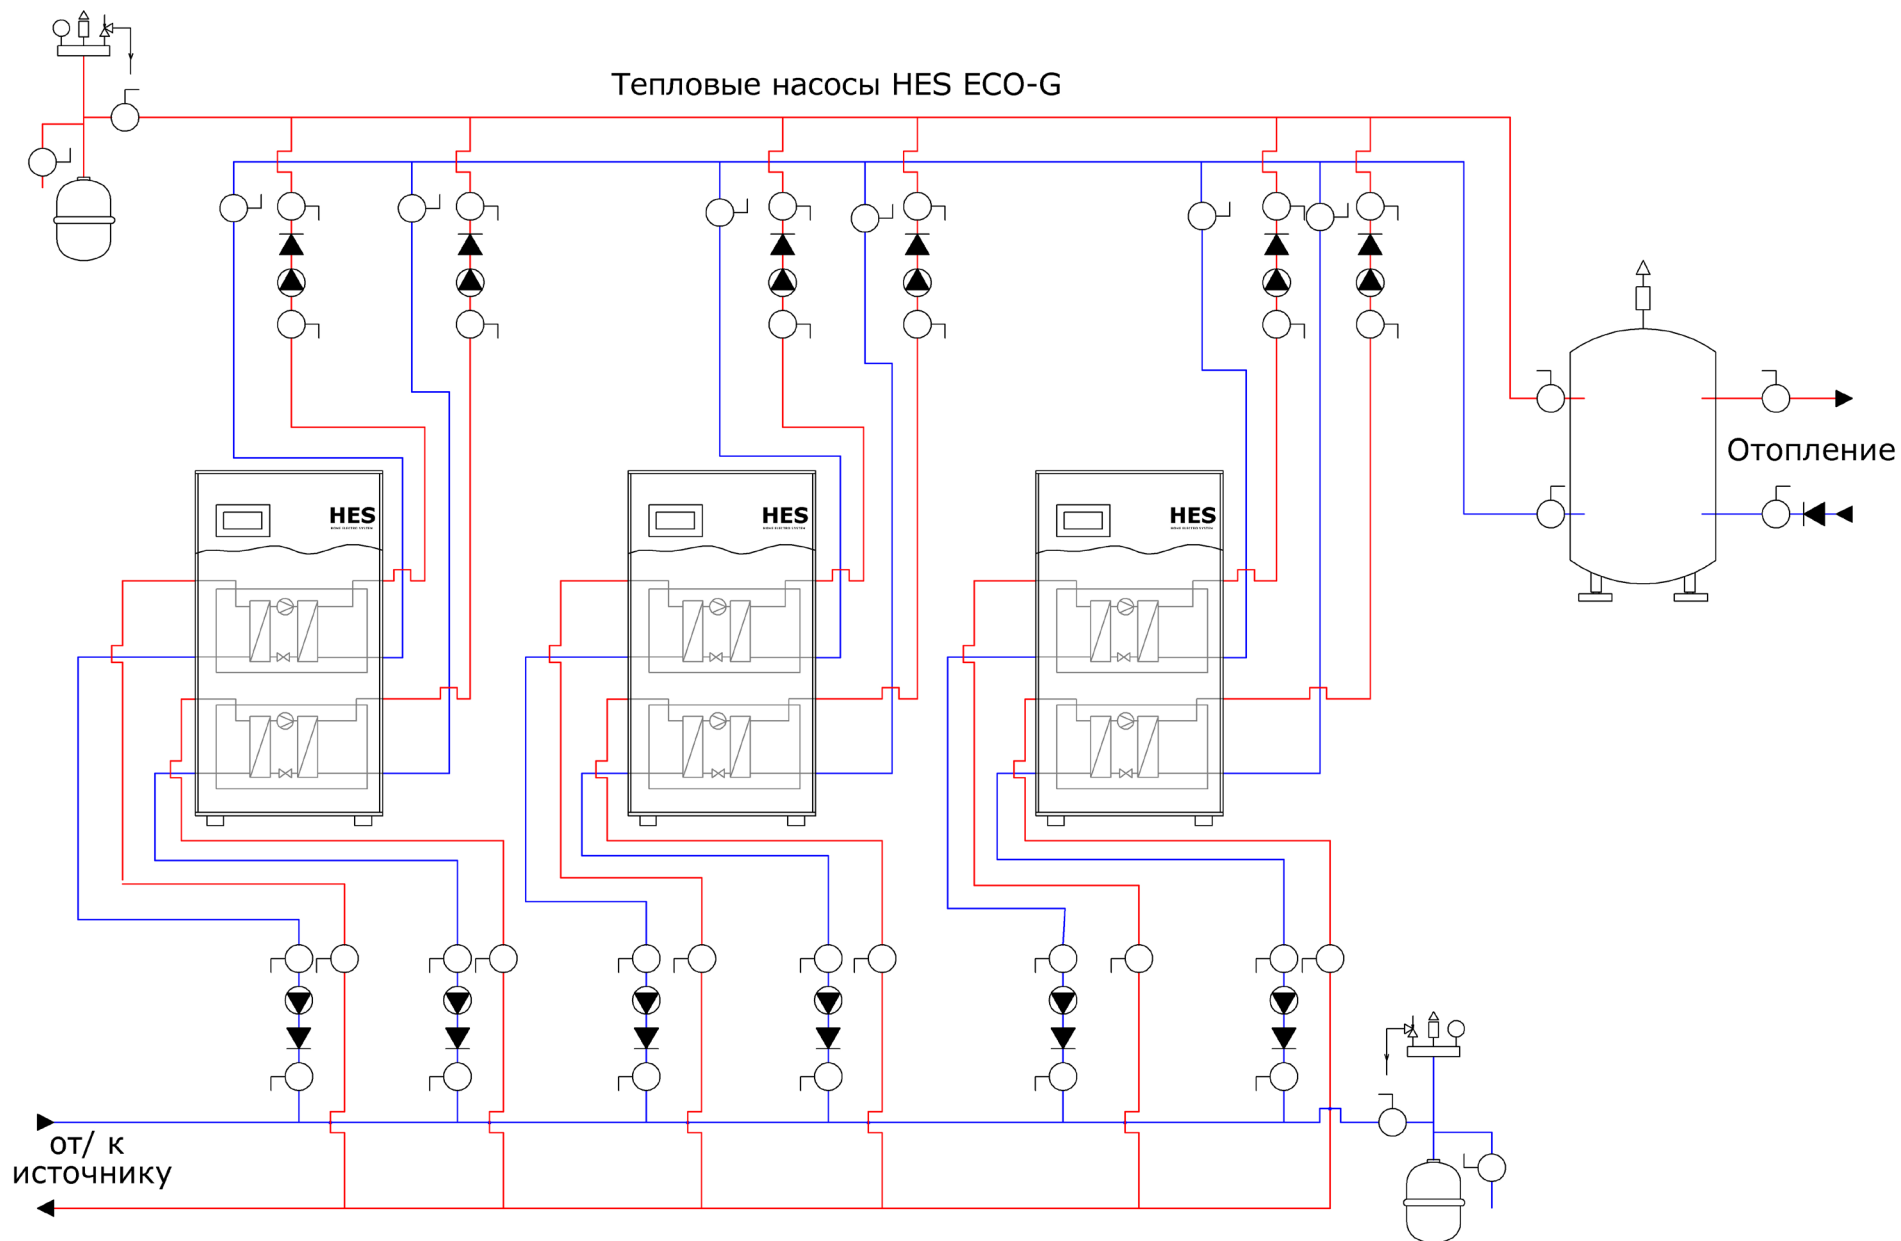 Тепловые насосы HES ECO-G
Отопление
HES
HES
HES
от/ к
источнику